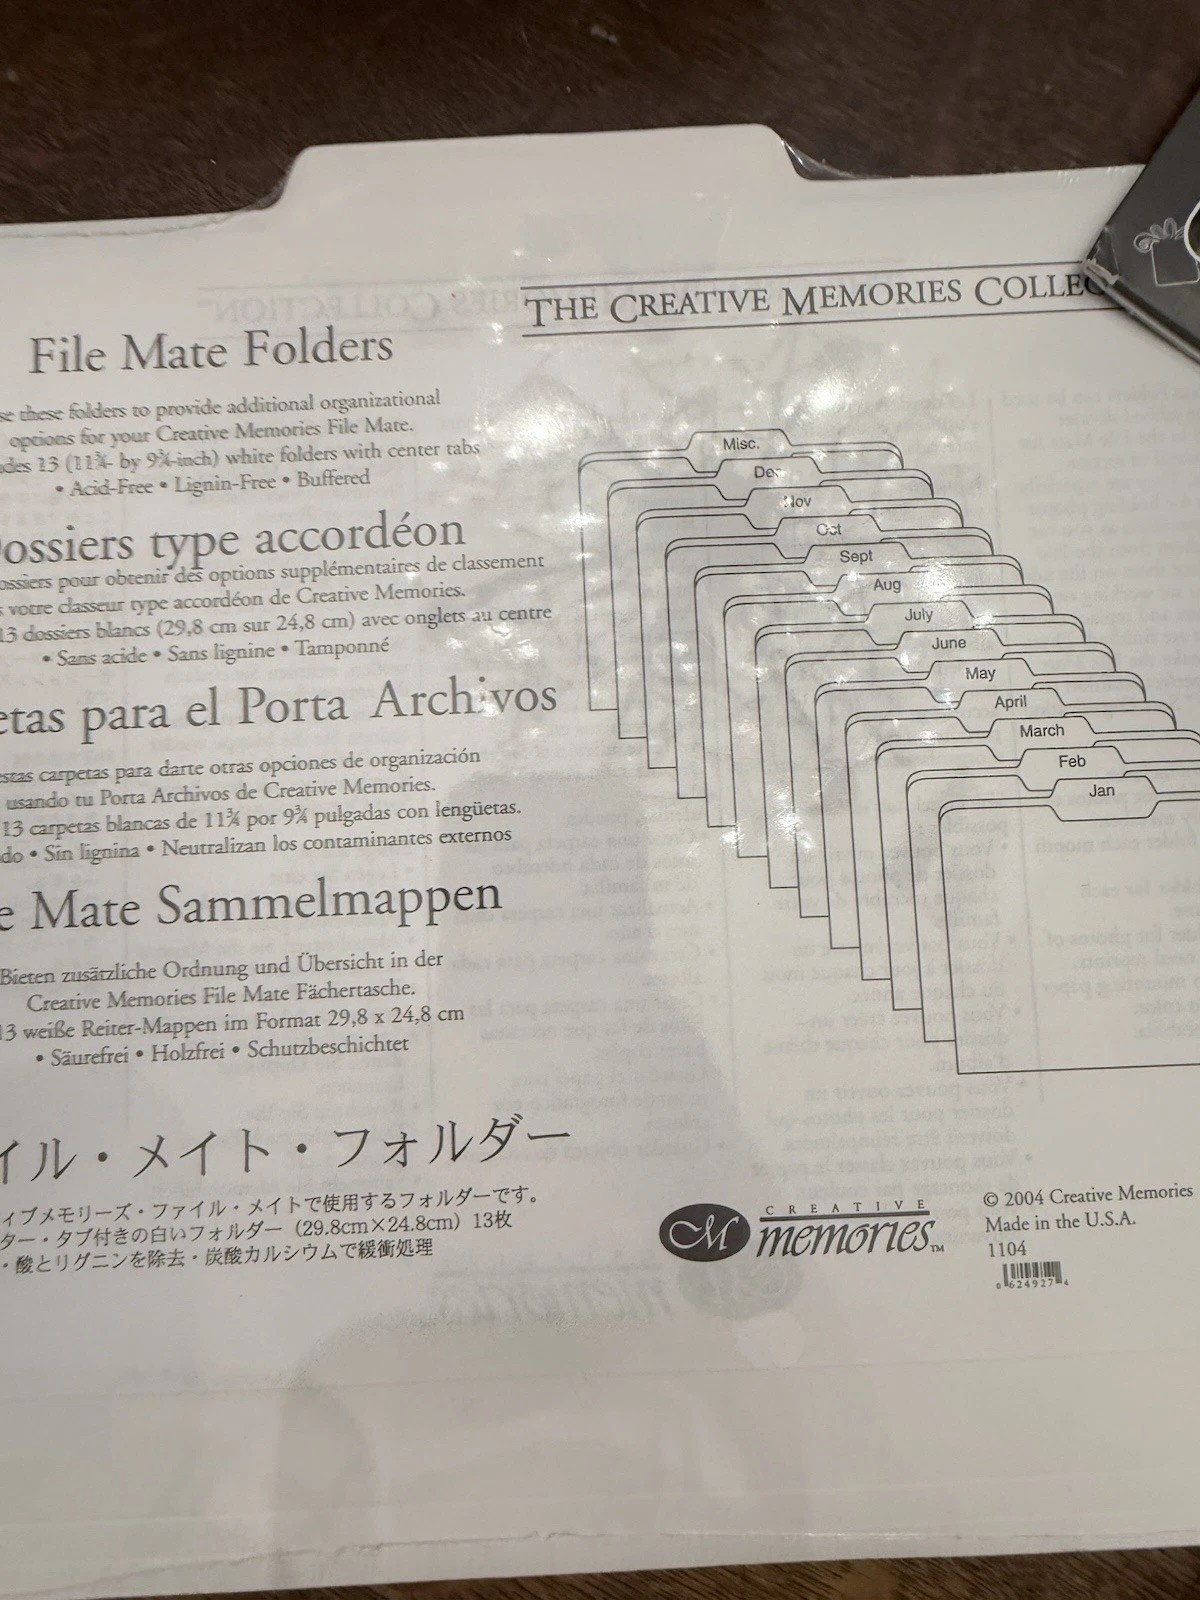 THE CREATIVE MEMORIES
File Mate Folders
these folders to provide additional organizational
options for your Creative Memories File Mate.
13 (11¾- by 9¾-inch) white folders with center tabs
• Acid-Free • Lignin-Free • Buffered
type accordéon
pour obtenir des options supplémentaires de classement
votre classeur type accordéon de Creative Memories.
13 dossiers blancs (29,8 cm sur 24,8 cm) avec onglets au centre
• Sans acide • Sans lignine • Tamponné
para el Porta Archivos
carpetas para darte otras opciones de organización
usando tu Porta Archivos de Creative Memories.
13 carpetas blancas de 11¾ por 9¾ pulgadas con lengüetas.
• Sin lignina • Neutralizan los contaminantes externos
Mate Sammelmappen
Bieten zusätzliche Ordnung und Übersicht in der
Creative Memories File Mate Fächertasche.
13 weiße Reiter-Mappen im Format 29,8 x 24,8 cm
• Säurefrei • Holzfrei • Schutzbeschichtet
イル・メイト・フォルダー
ィブメモリーズ・ファイル・メイトで使用するフォルダーです。
ター・タブ付きの白いフォルダー（29.8cm×24.8cm）13枚
・酸とリグニンを除去・炭酸カルシウムで緩衝処理
Misc.
Dec
Nov
Oct
Sept
Aug
July
June
May
April
March
Feb
Jan
CM
CREATIVE
memories™
© 2004 Creative Memories
Made in the U.S.A.
1104
0 624927 4